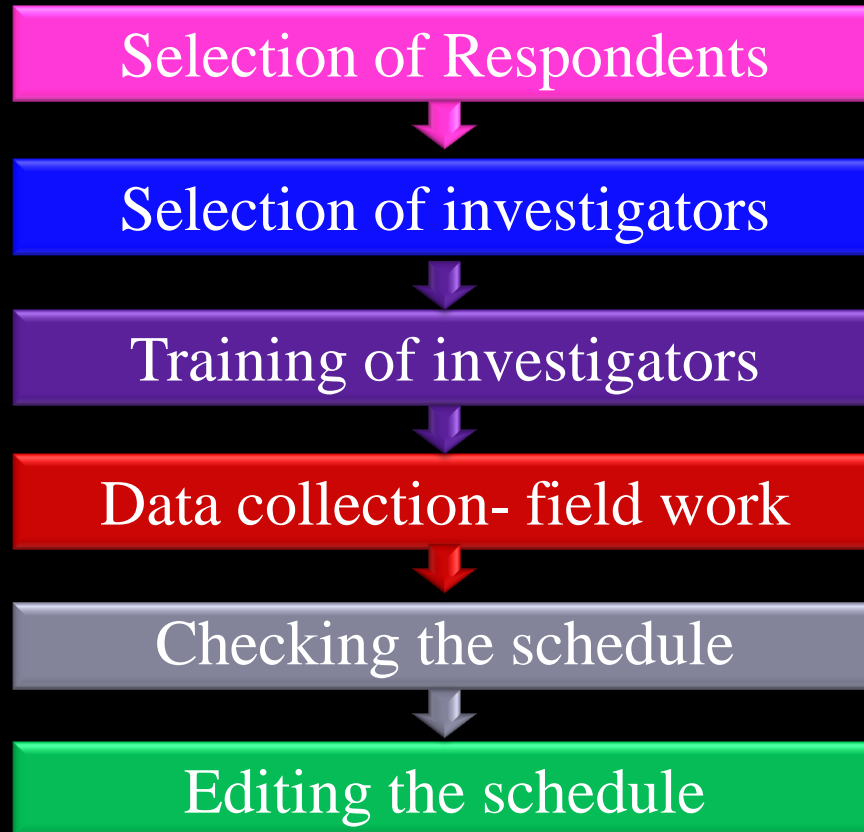 Selection of Respondents
Selection of investigators
Training of investigators
Data collection- field work
Checking the schedule
Editing the schedule